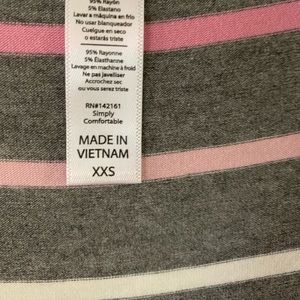 95% Rayón
5% Elastano
Lavar a máquina en frío
No usar blanqueador
Cuelgue en seco
o estarás triste
95% Rayonne
5% Élasthanne
Lavage en machine à froid
Ne pas javelliser
Accrochez sec
ou vous serez triste
RN#142161
Simply
Comfortable
MADE IN
VIETNAM
XXS